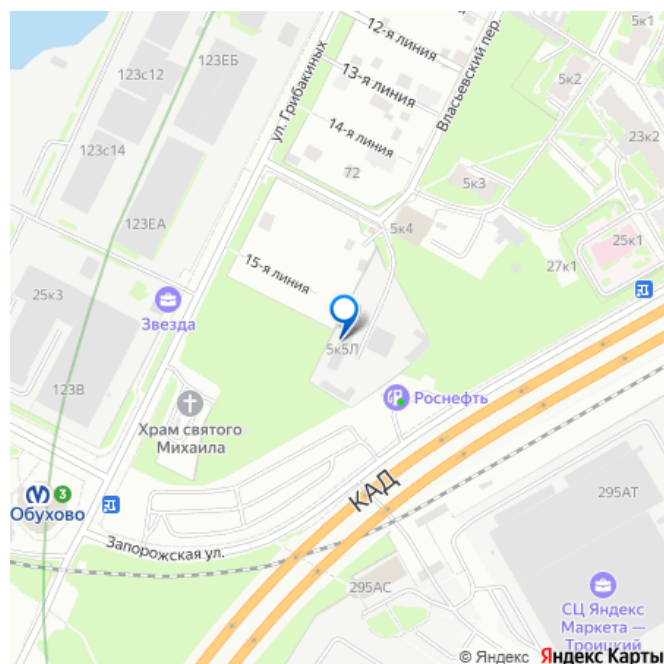 12-я линия
5к1
123ЕБ
123с12
5к2
Власьевский пер.
13-я линия
ул. Грибакиных
14-я линия
23к2
123с14
72
5к3
123ЕА
5к4
25к1
15-я линия
27к1
25к3
Звезда
5к5Л
123В
Роснефть
Храм святого
Михаила
КАД
3
Обухово
295АТ
Запорожская ул.
295АС
СЦ Яндекс
Маркета —
Троицкий
© Яндекс Яндекс Карты